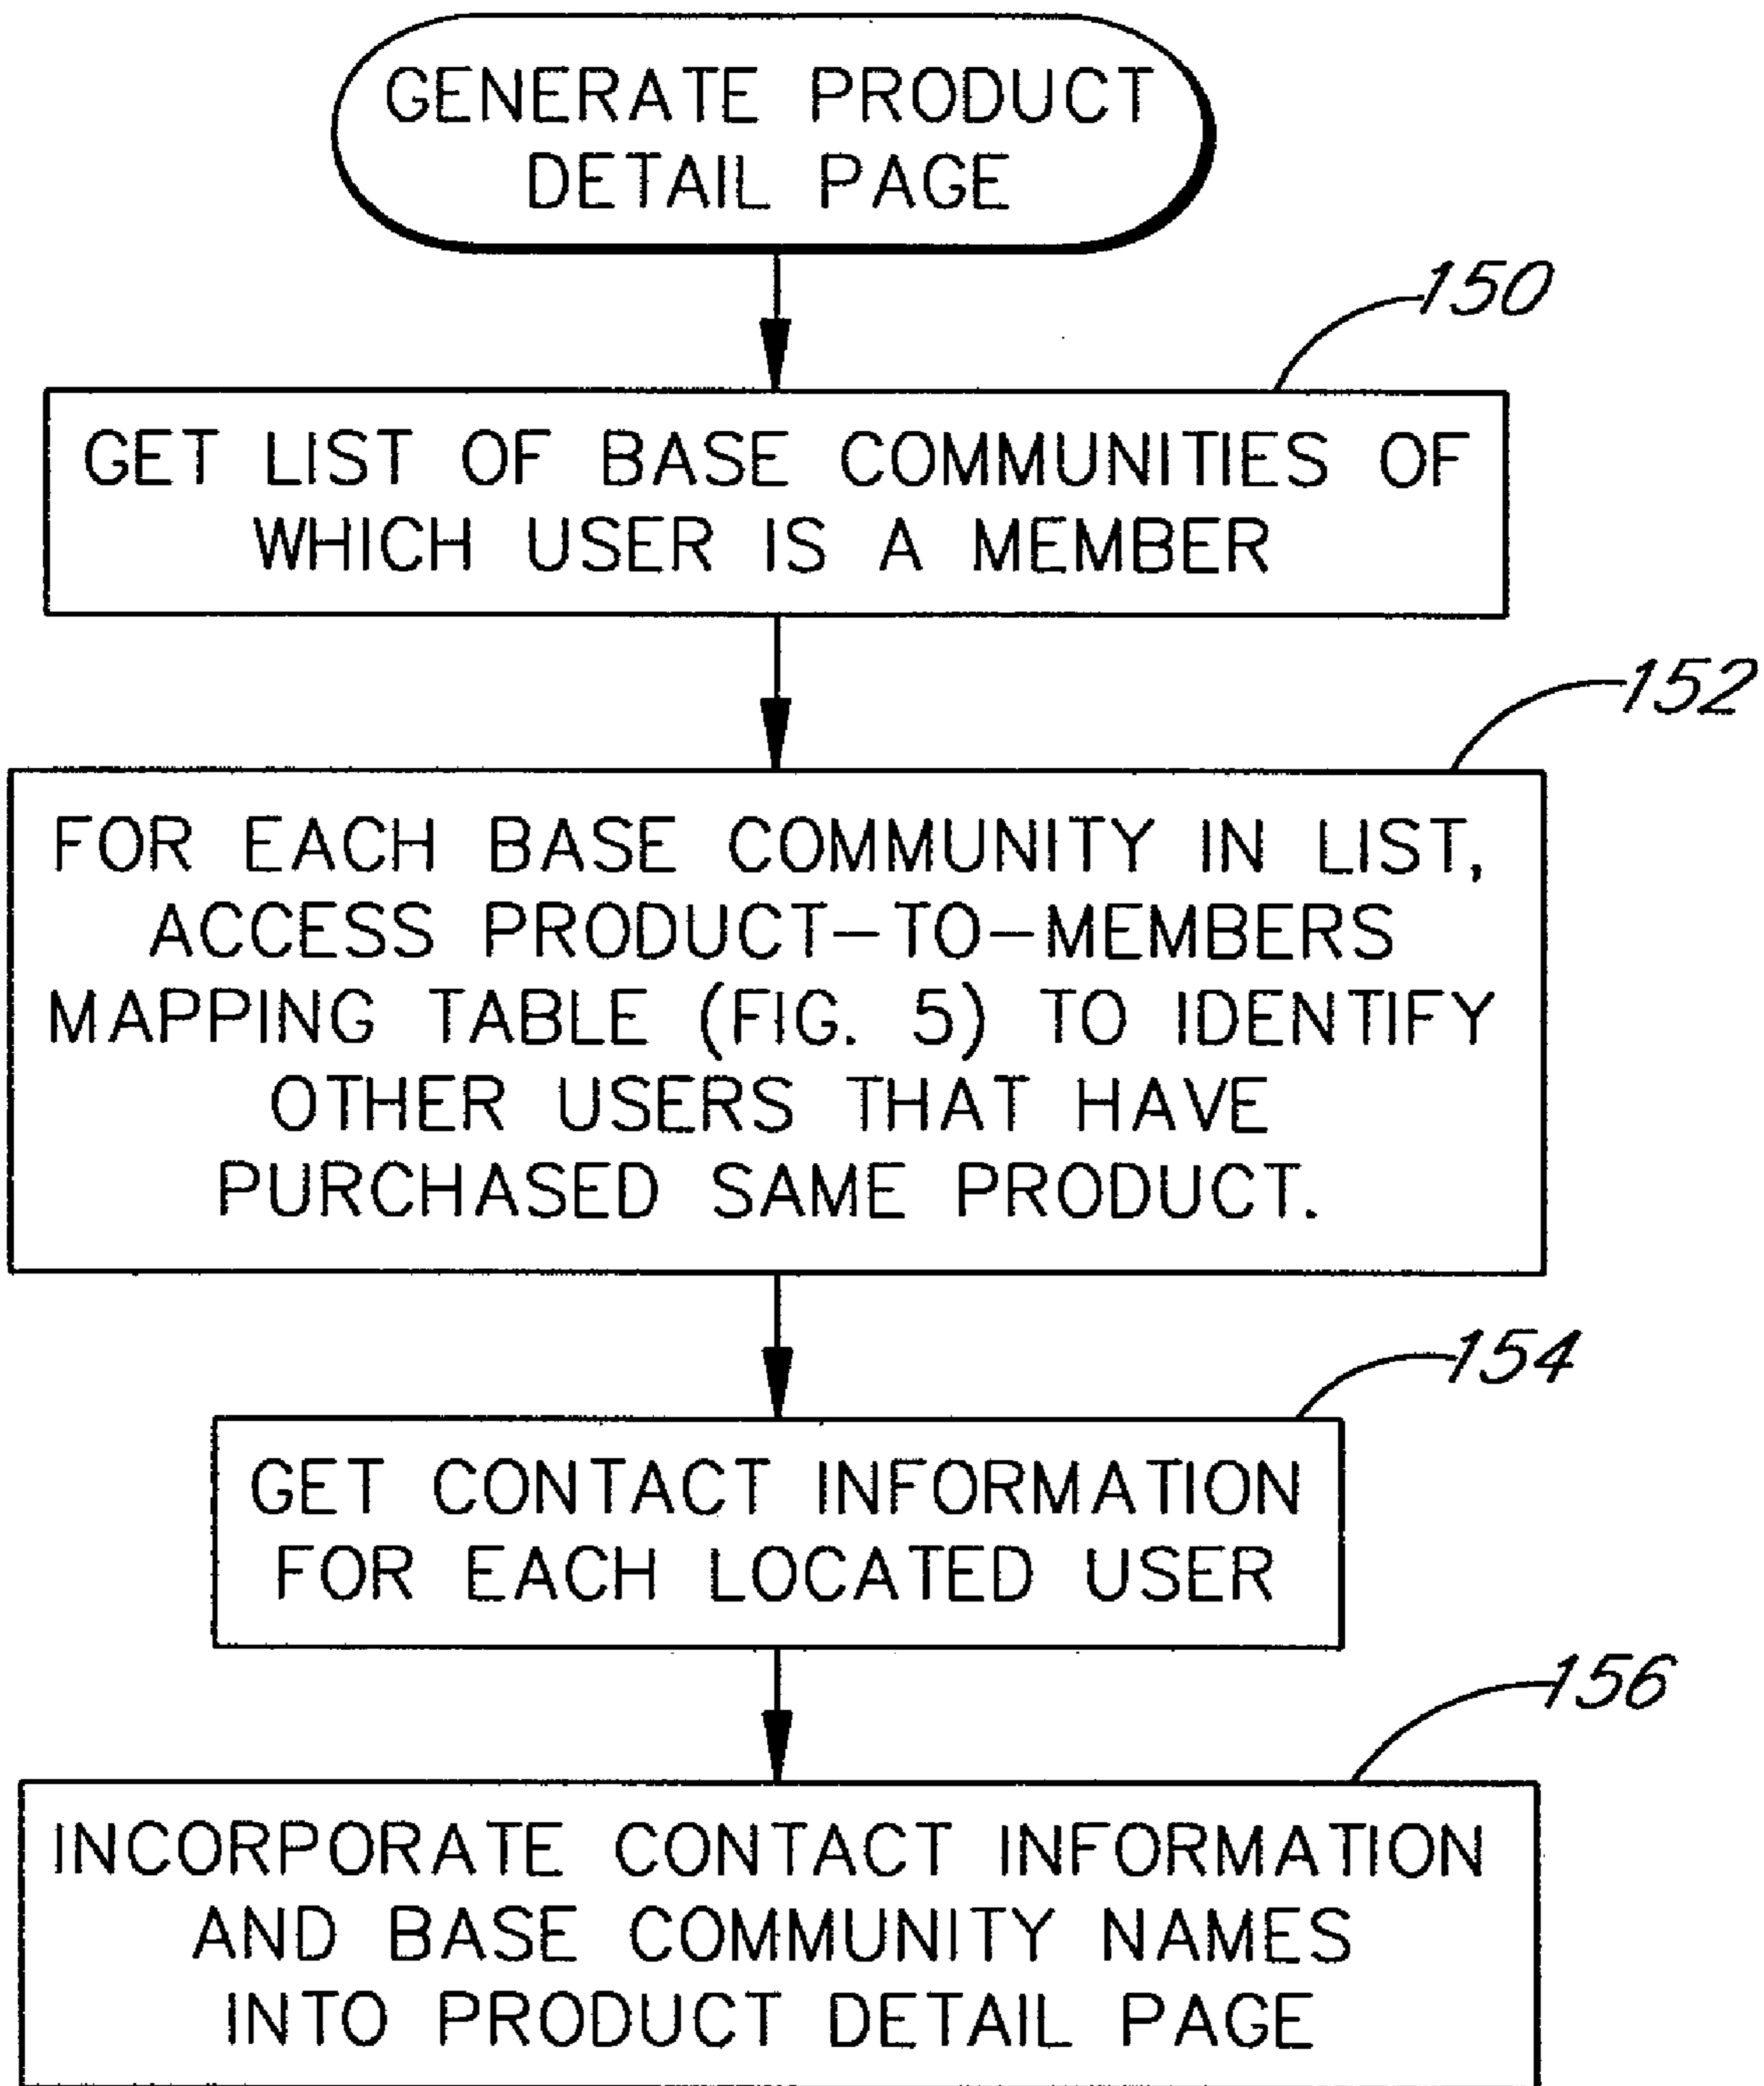 GENERATE PRODUCT
DETAIL PAGE
150
GET LIST OF BASE COMMUNITIES OF
WHICH USER IS A MEMBER
152
FOR EACH BASE COMMUNITY IN LIST,
ACCESS PRODUCT–TO–MEMBERS
MAPPING TABLE (FIG. 5) TO IDENTIFY
OTHER USERS THAT HAVE
PURCHASED SAME PRODUCT.
154
GET CONTACT INFORMATION
FOR EACH LOCATED USER
156
INCORPORATE CONTACT INFORMATION
AND BASE COMMUNITY NAMES
INTO PRODUCT DETAIL PAGE